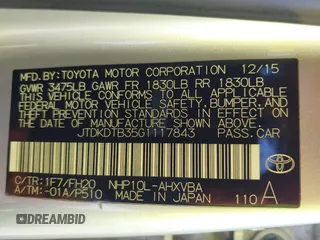 MFD. BY: TOYOTA MOTOR CORPORATION 12/15
GVWR 3475LB GAWR FR 1830LB RR 1830LB
THIS VEHICLE CONFORMS TO ALL APPLICABLE
FEDERAL MOTOR VEHICLE SAFETY, BUMPER, AND
THEFT PREVENTION STANDARDS IN EFFECT ON
THE DATE OF MANUFACTURE SHOWN ABOVE.
JTDKDTB35G1117843 PASS.CAR
C/TR:1F7/FH20 NHP10L-AHXVBA
A/TM:-01A/P510 MADE IN JAPAN 110 A
TOYOTA
DREAMBID